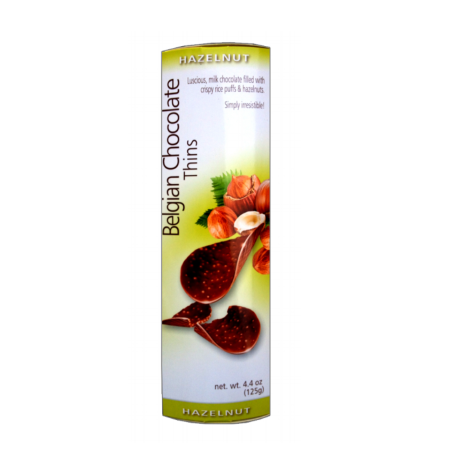 HAZELNUT
Luscious, milk chocolate filled with
crispy rice puffs & hazelnuts.
Simply irresistible!
Belgian Chocolate
Thins
net. wt. 4.4 oz
(125g)
HAZELNUT